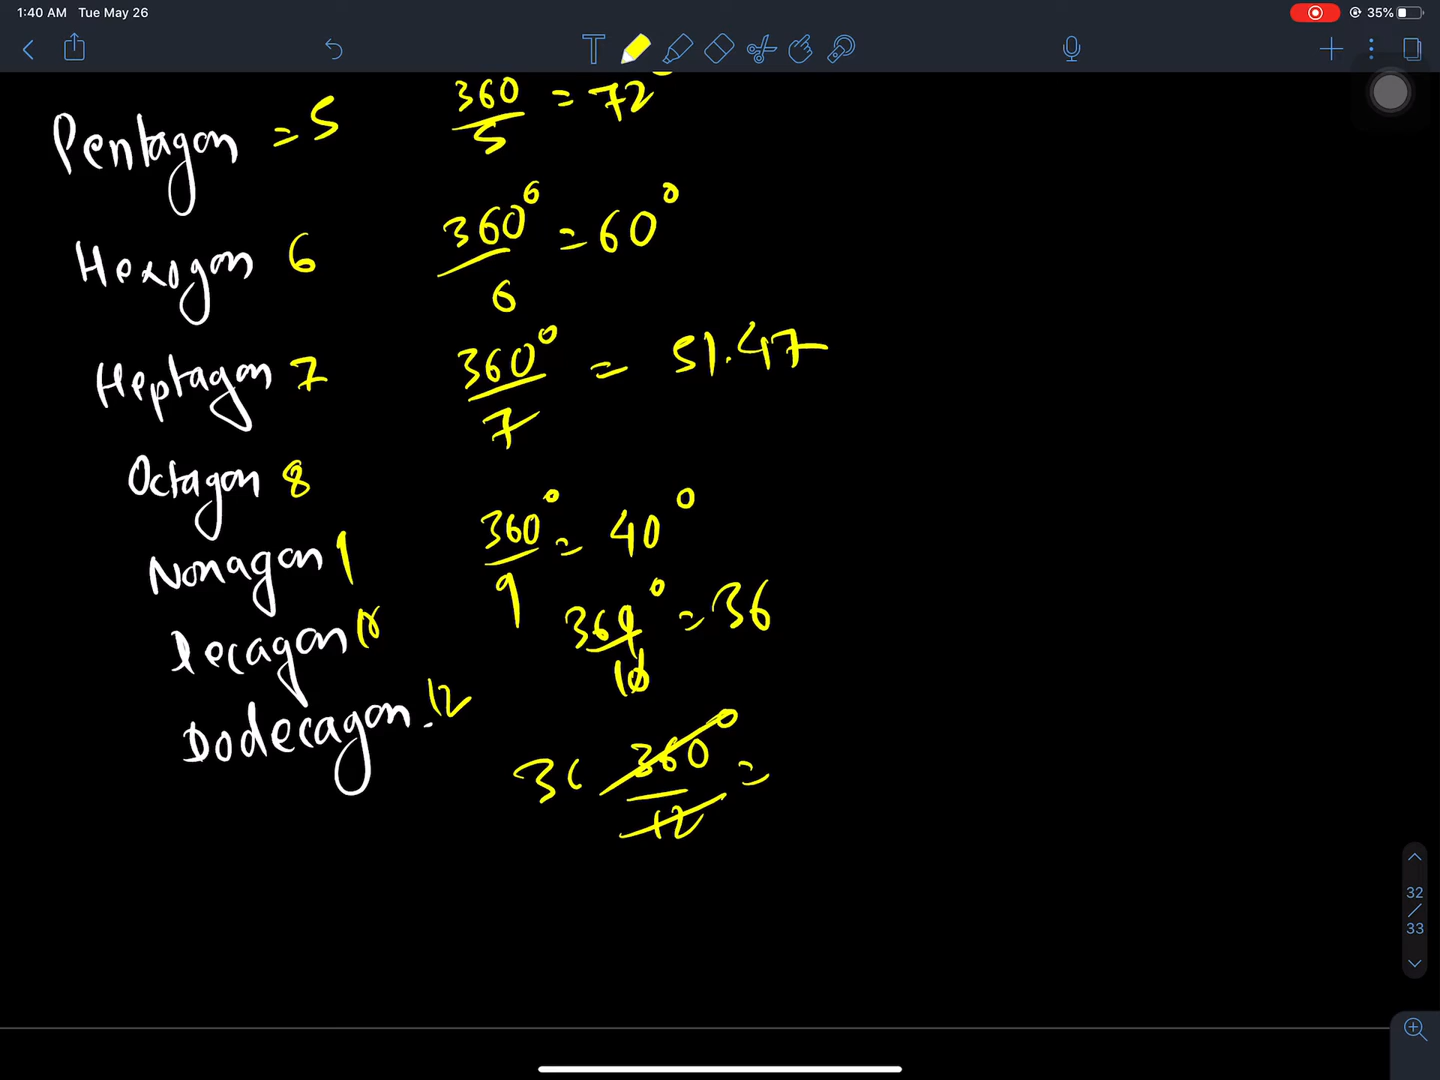 1:40 AM Tue May 26
35%
T
Pentagon = 5 360/5 = 72°
Hexogon 6 360°/6 = 60°
Heptagon 7 360°/7 = 51.47
Octagon 8
Nonagon 9 360°/9 = 40°
Decagon 10 360°/10 = 36
Dodecagon. 12 360°/12 =
32
/
33